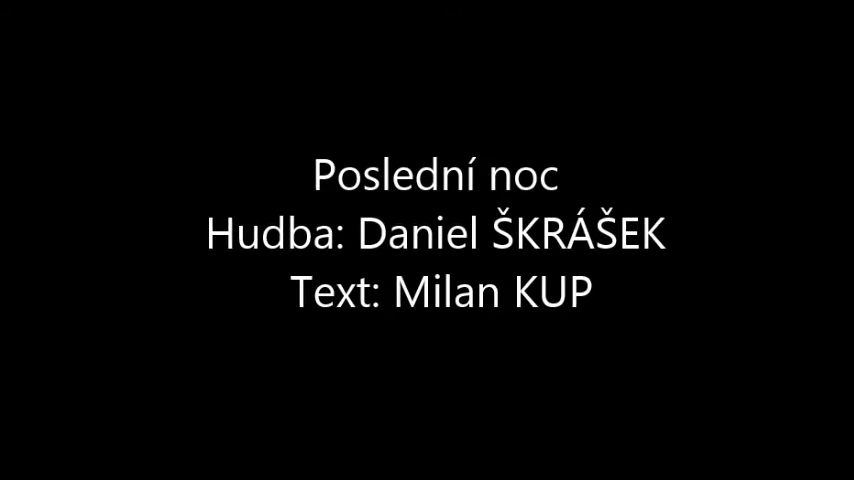 Poslední noc
Hudba: Daniel ŠKRÁŠEK
Text: Milan KUP